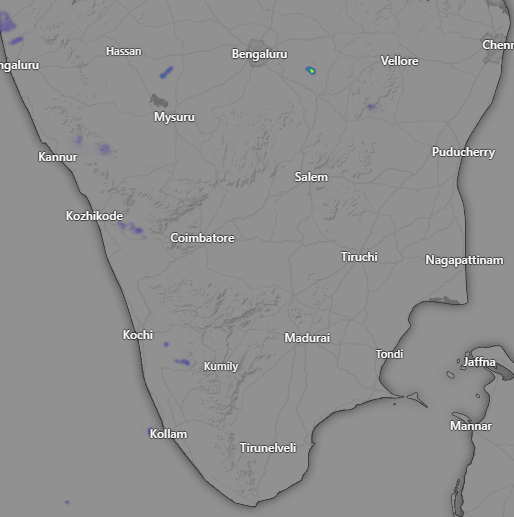 Hassan
Bengaluru
Chenn
Vellore
ngaluru
Mysuru
Puducherry
Kannur
Salem
Kozhikode
Coimbatore
Tiruchi
Nagapattinam
Kochi
Madurai
Tondi
Jaffna
Kumily
Mannar
Kollam
Tirunelveli